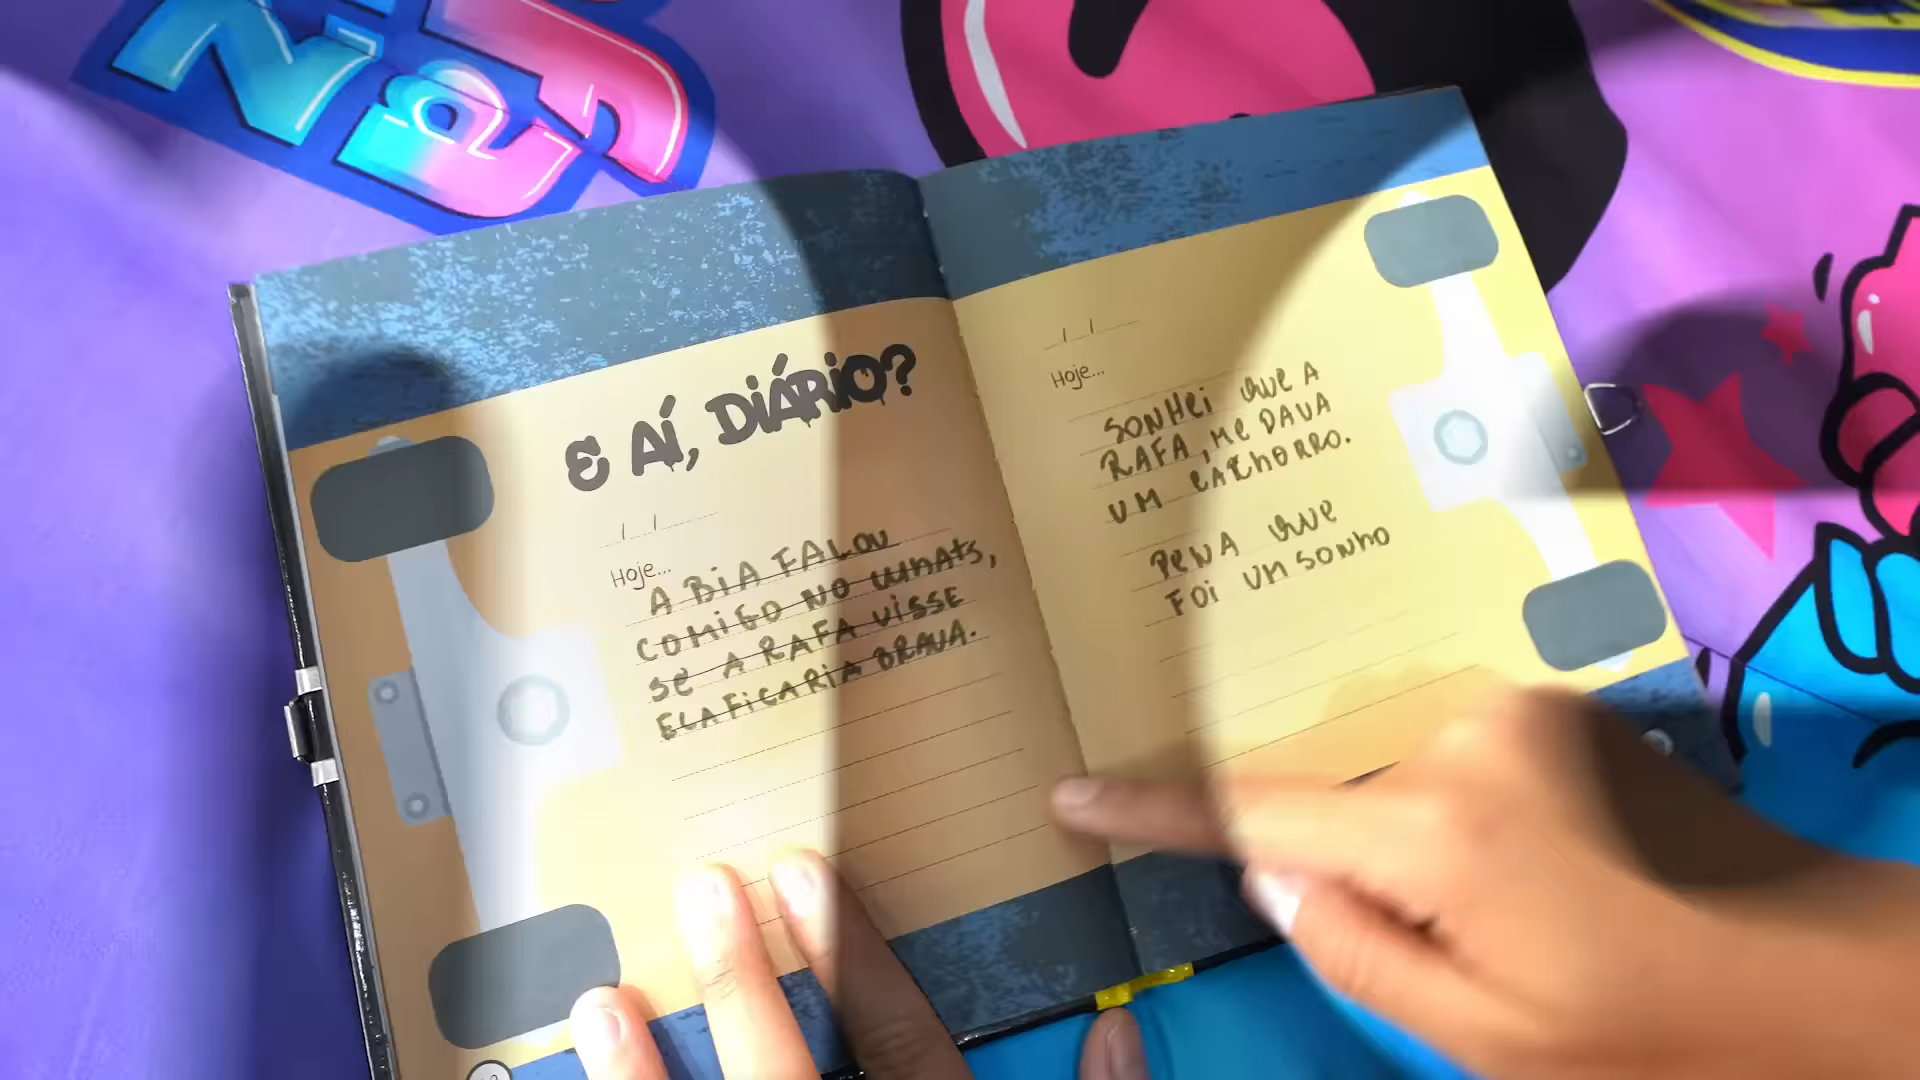 E AÍ, DIÁRIO?
Hoje...
A BIA FALOU
COMIGO NO WHATS,
SE A RAFA VISSE
ELA FICARIA BRAVA.
Hoje...
SONHEI QUE A
RAFA, ME DAVA
UM CACHORRO.
PENA QUE
FOI UM SONHO